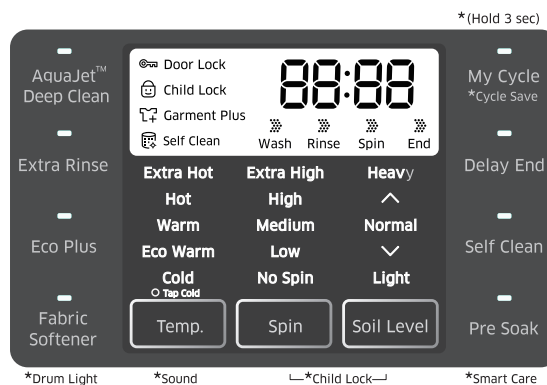 *(Hold 3 sec)
AquaJet™
Deep Clean
Extra Rinse
Eco Plus
Fabric
Softener
Door Lock
Child Lock
Garment Plus
Self Clean
88:88
Wash Rinse Spin End
Extra Hot Extra High Heavy
Hot High
Warm Medium Normal
Eco Warm Low
Cold No Spin Light
Tap Cold
Temp. Spin Soil Level
My Cycle
*Cycle Save
Delay End
Self Clean
Pre Soak
*Drum Light *Sound *Child Lock *Smart Care